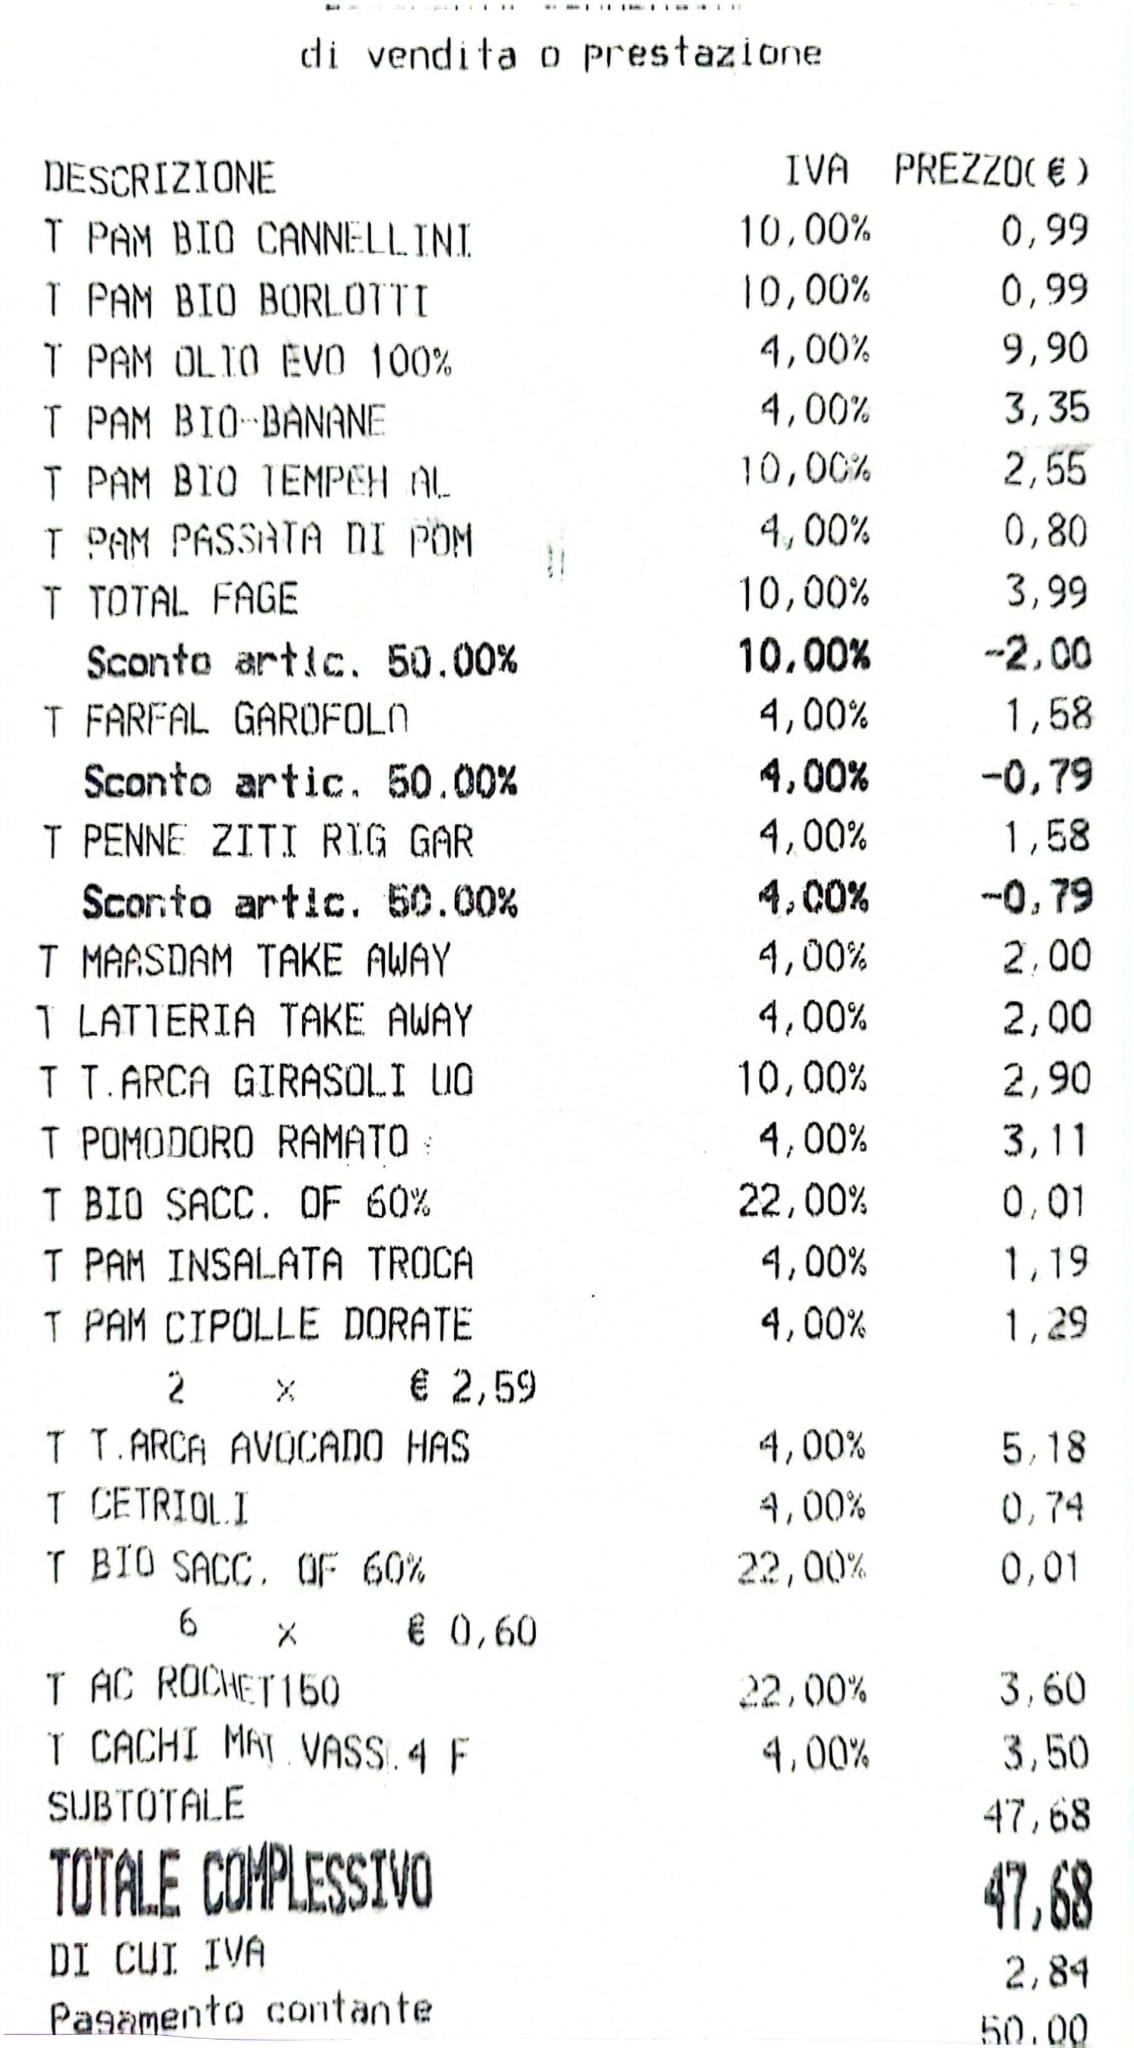 di vendita o prestazione
DESCRIZIONE IVA PREZZO(€)
T PAM BIO CANNELLINI 10,00% 0,99
T PAM BIO BORLOTTI 10,00% 0,99
T PAM OLIO EVO 100% 4,00% 9,90
T PAM BIO-BANANE 4,00% 3,35
T PAM BIO TEMPEH AL 10,00% 2,55
T PAM PASSATA DI POM 4,00% 0,80
T TOTAL FAGE 10,00% 3,99
Sconto artic. 50.00% 10,00% -2,00
T FARFAL GAROFOLO 4,00% 1,58
Sconto artic. 50.00% 4,00% -0,79
T PENNE ZITI RIG GAR 4,00% 1,58
Sconto artic. 50.00% 4,00% -0,79
T MAASDAM TAKE AWAY 4,00% 2,00
T LATTERIA TAKE AWAY 4,00% 2,00
T T.ARCA GIRASOLI UO 10,00% 2,90
T POMODORO RAMATO 4,00% 3,11
T BIO SACC. OF 60% 22,00% 0,01
T PAM INSALATA TROCA 4,00% 1,19
T PAM CIPOLLE DORATE 4,00% 1,29
2 x € 2,59
T T.ARCA AVOCADO HAS 4,00% 5,18
T CETRIOLI 4,00% 0,74
T BIO SACC. OF 60% 22,00% 0,01
6 x € 0,60
T AC ROCHET150 22,00% 3,60
T CACHI MAT VASS.4 F 4,00% 3,50
SUBTOTALE 47,68
TOTALE COMPLESSIVO 47,68
DI CUI IVA 2,84
Pagamento contante 50,00